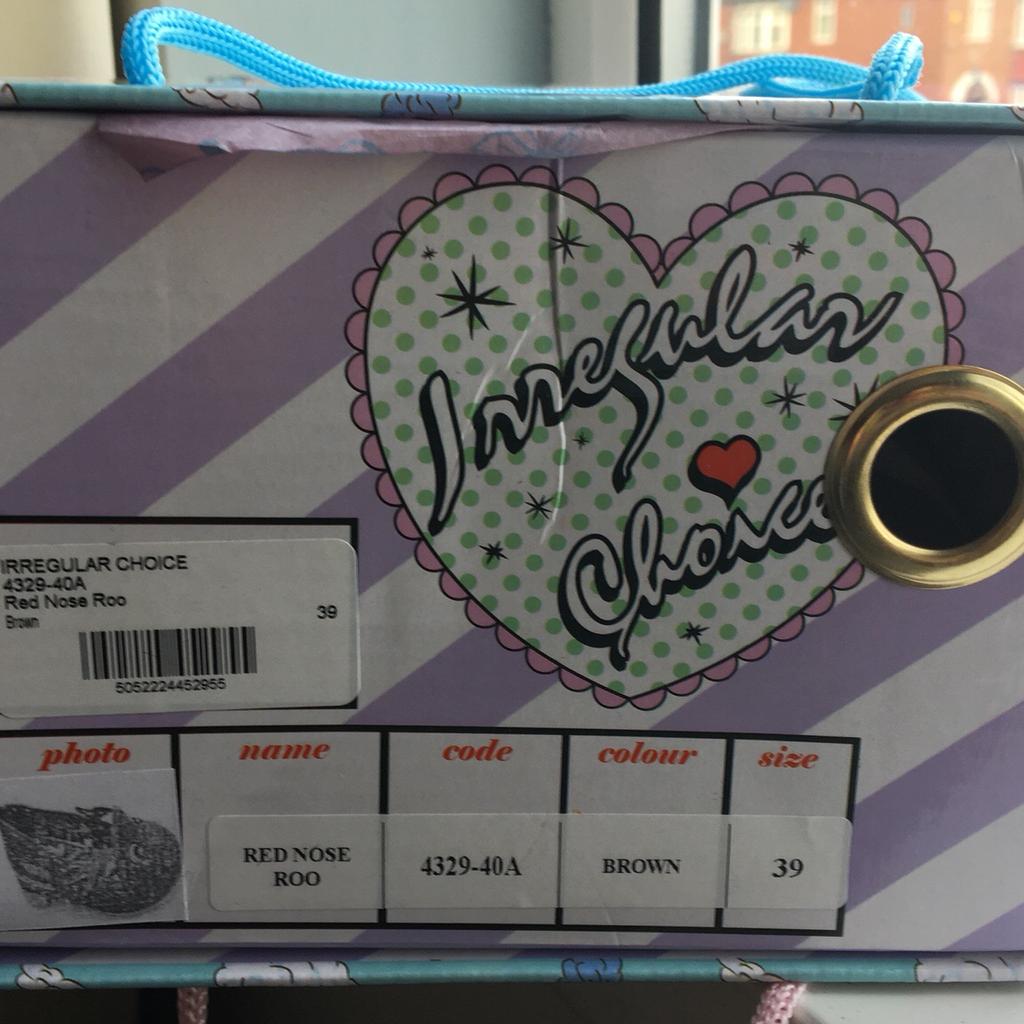 Irregular
Choice
IRREGULAR CHOICE
4329-40A
Red Nose Roo
Brown
39
5052224452955
photo name code colour size
RED NOSE
ROO
4329-40A BROWN 39